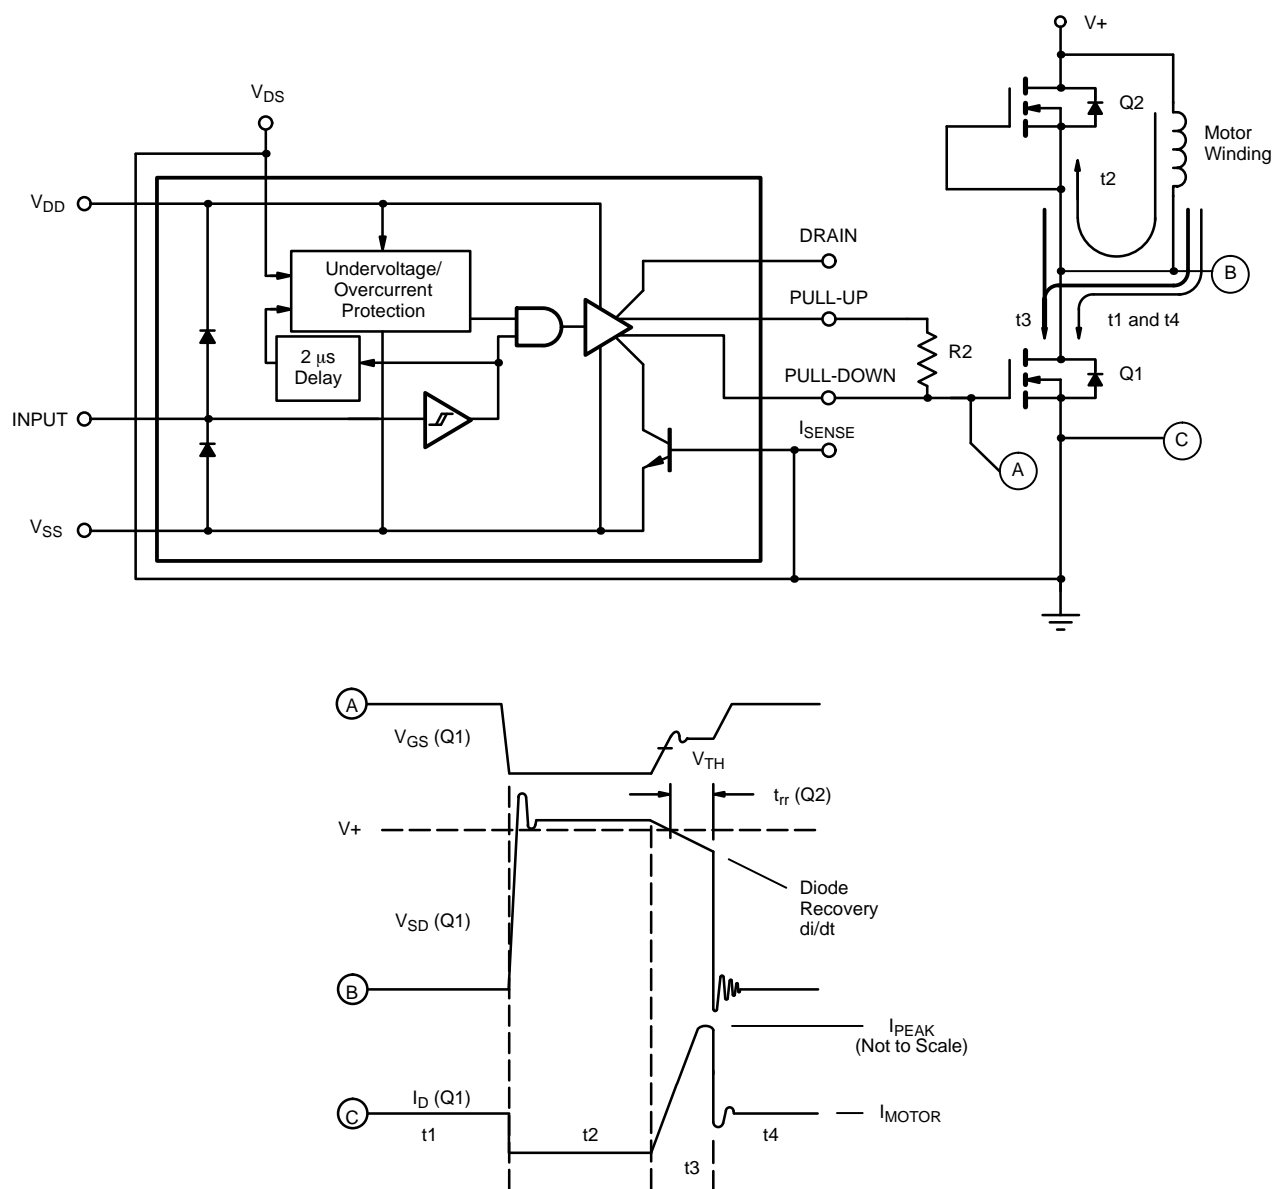 V+
VDS
Q2
Motor
Winding
t2
VDD
DRAIN
Undervoltage/
Overcurrent
Protection
B
PULL-UP
t3
t1 and t4
2 μs
Delay
R2
Q1
PULL-DOWN
INPUT
ISENSE
C
A
VSS
A
VGS (Q1)
VTH
trr (Q2)
V+
Diode
Recovery
di/dt
VSD (Q1)
B
IPEAK
(Not to Scale)
C
ID (Q1)
IMOTOR
t1
t2
t3
t4